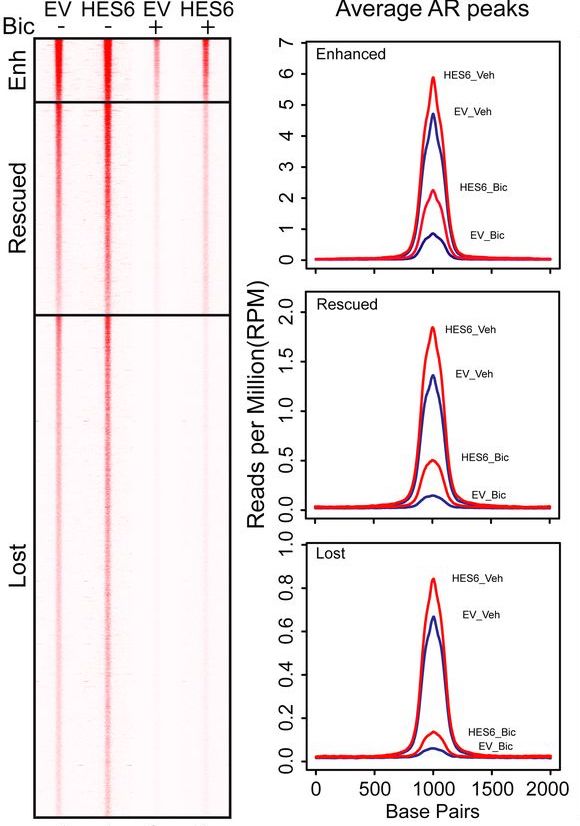 EV HES6 EV HES6
Bic - - + +
Enh
Rescued
Lost
Average AR peaks
Reads per Million(RPM)
Enhanced
7
6
5
4
3
2
1
0
HES6_Veh
EV_Veh
HES6_Bic
EV_Bic
Rescued
2.0
1.5
1.0
0.5
0.0
HES6_Veh
EV_Veh
HES6_Bic
EV_Bic
Lost
1.0
0.8
0.6
0.4
0.2
0.0
HES6_Veh
EV_Veh
HES6_Bic
EV_Bic
0 500 1000 1500 2000
Base Pairs